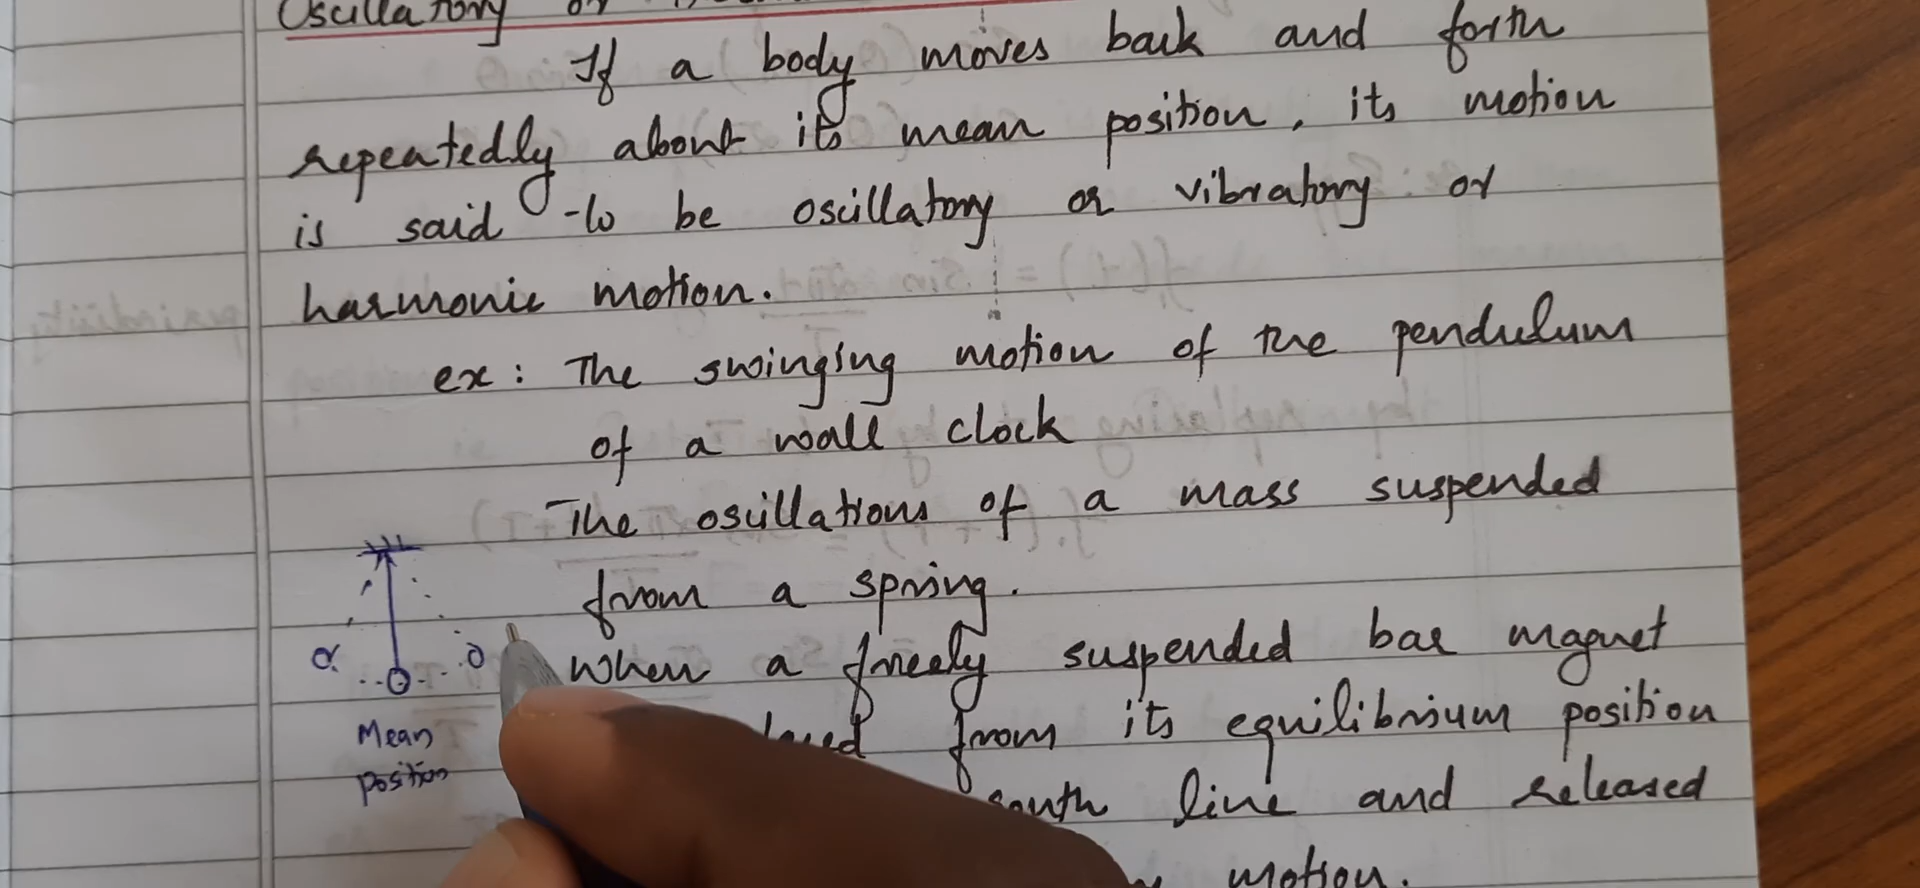 Oscillatory or
If a body moves back and forth
repeatedly about its mean position, its motion
is said to be oscillatory or vibratory or
harmonic motion.
ex: The swinging motion of the pendulum
of a wall clock
The oscillations of a mass suspended
from a spring.
When a freely suspended bar magnet
from its equilibrium position
south line and released
motion.
Mean
position